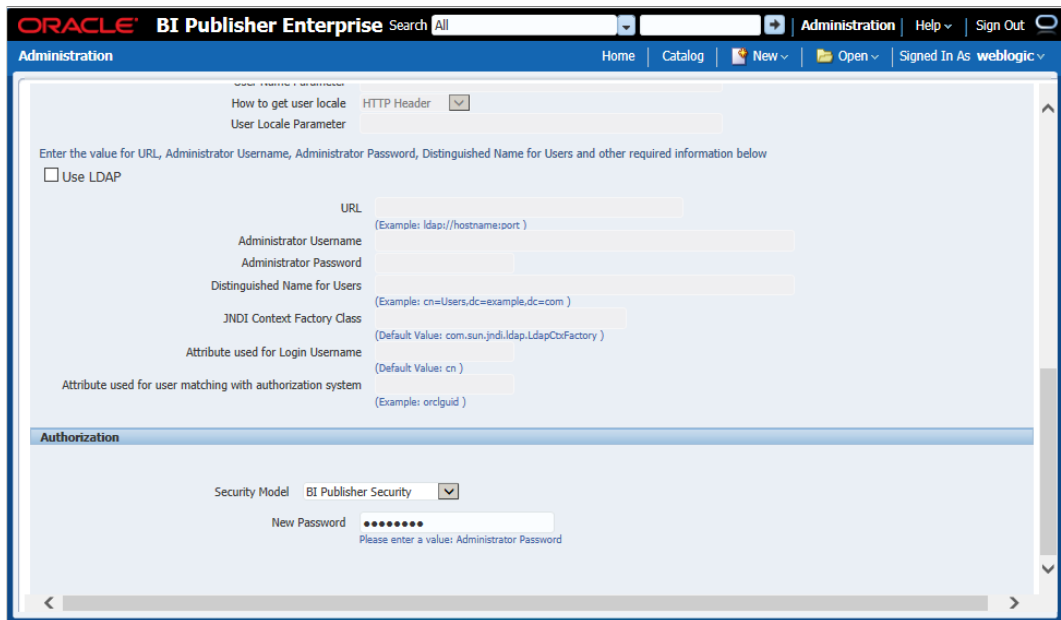 ORACLE® BI Publisher Enterprise Search All Administration Help Sign Out
Administration Home Catalog New Open Signed In As weblogic
User Name Parameter
How to get user locale HTTP Header
User Locale Parameter
Enter the value for URL, Administrator Username, Administrator Password, Distinguished Name for Users and other required information below
Use LDAP
URL
(Example: ldap://hostname:port )
Administrator Username
Administrator Password
Distinguished Name for Users
(Example: cn=Users,dc=example,dc=com )
JNDI Context Factory Class
(Default Value: com.sun.jndi.ldap.LdapCtxFactory )
Attribute used for Login Username
(Default Value: cn )
Attribute used for user matching with authorization system
(Example: orclguid )
Authorization
Security Model BI Publisher Security
New Password ••••••••
Please enter a value: Administrator Password